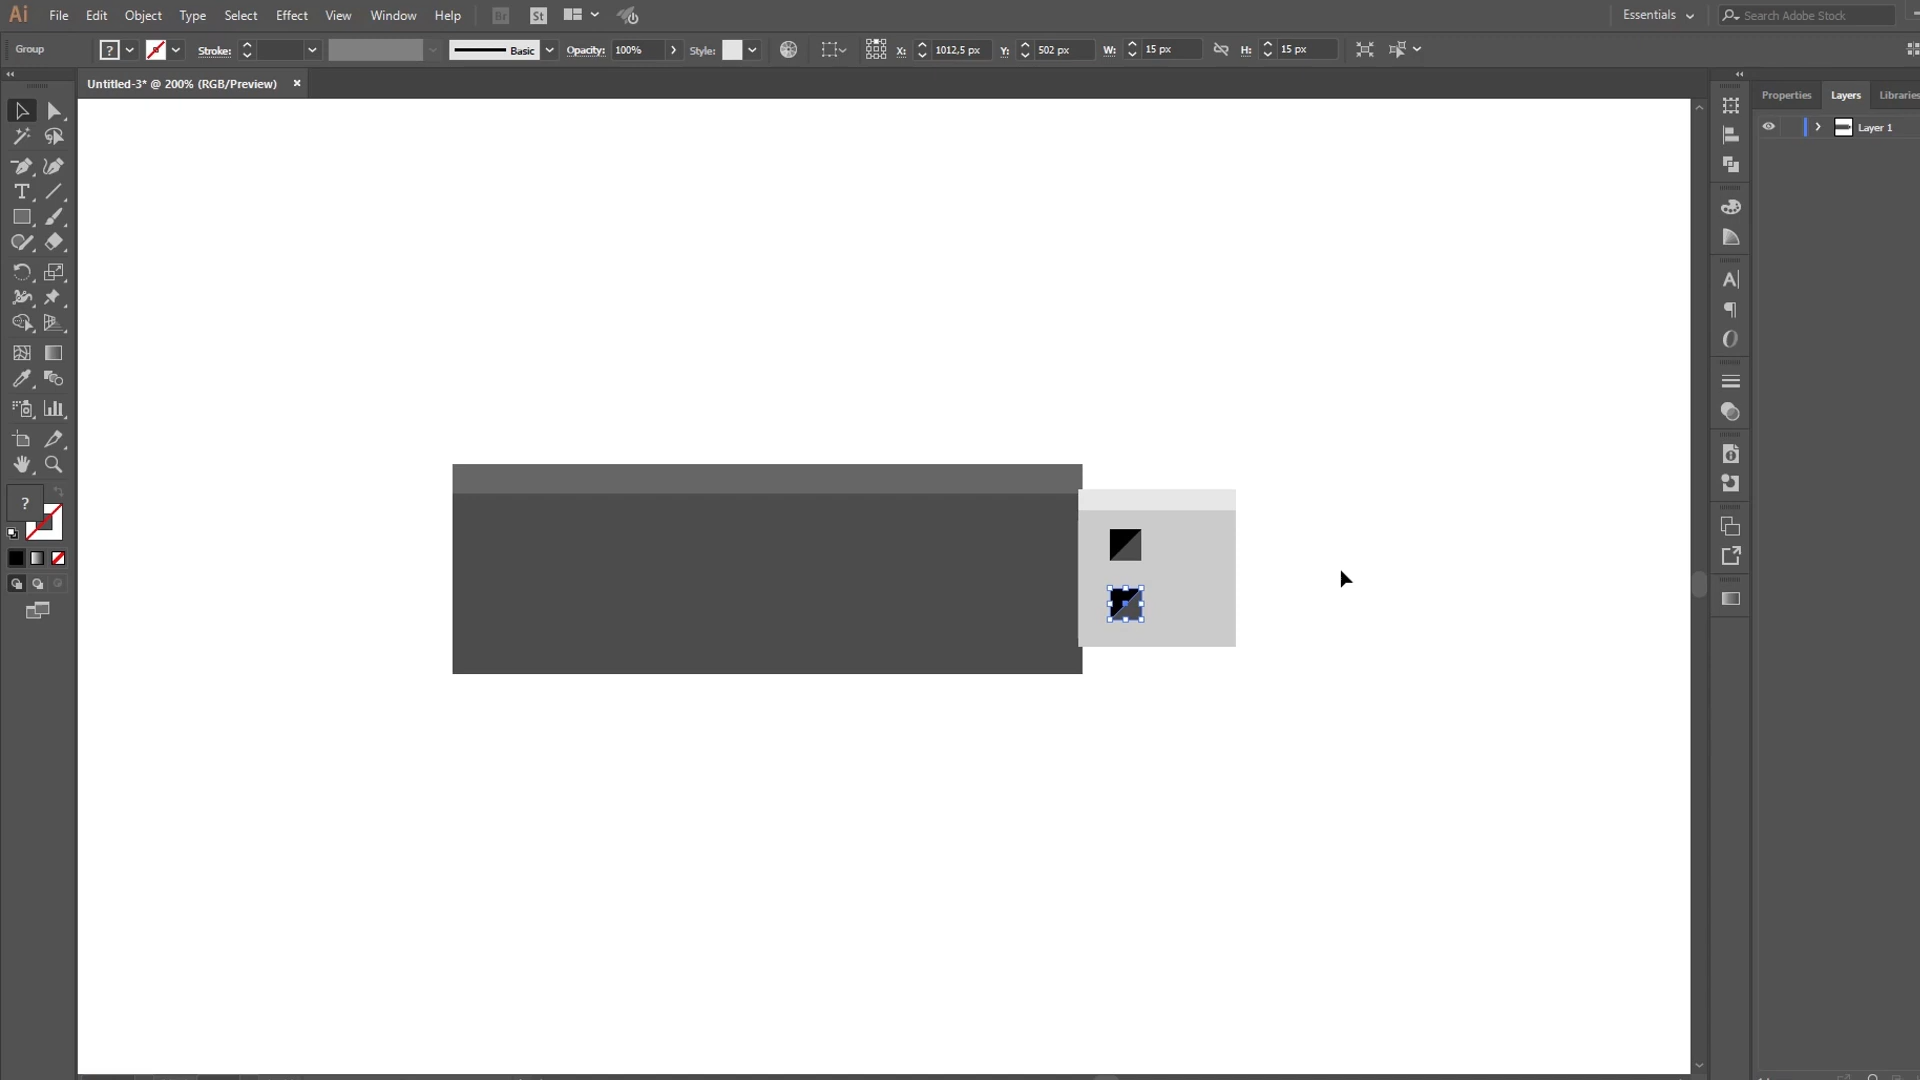 Ai File Edit Object Type Select Effect View Window Help Br St Essentials Search Adobe Stock
Group ? Stroke: Basic Opacity: 100% Style: X: 1012,5 px Y: 502 px W: 15 px H: 15 px
Untitled-3* @ 200% (RGB/Preview) ×
Properties Layers Libraries
Layer 1
?